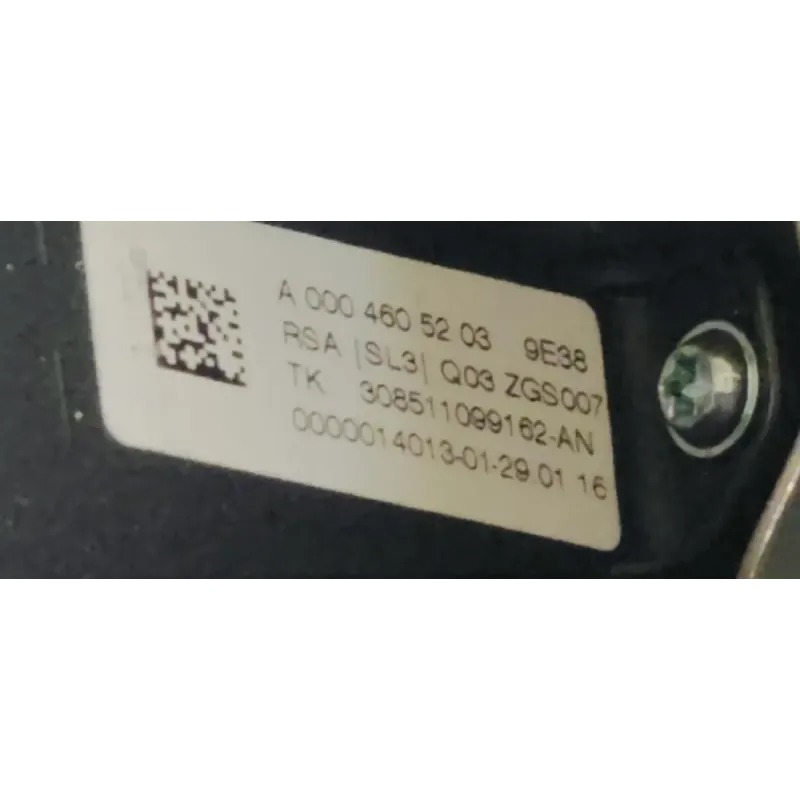 A 000 460 52 03 9E38
RSA |SL3| Q03 ZGS007
TK 308511099162-AN
0000014013-01-29.01 16